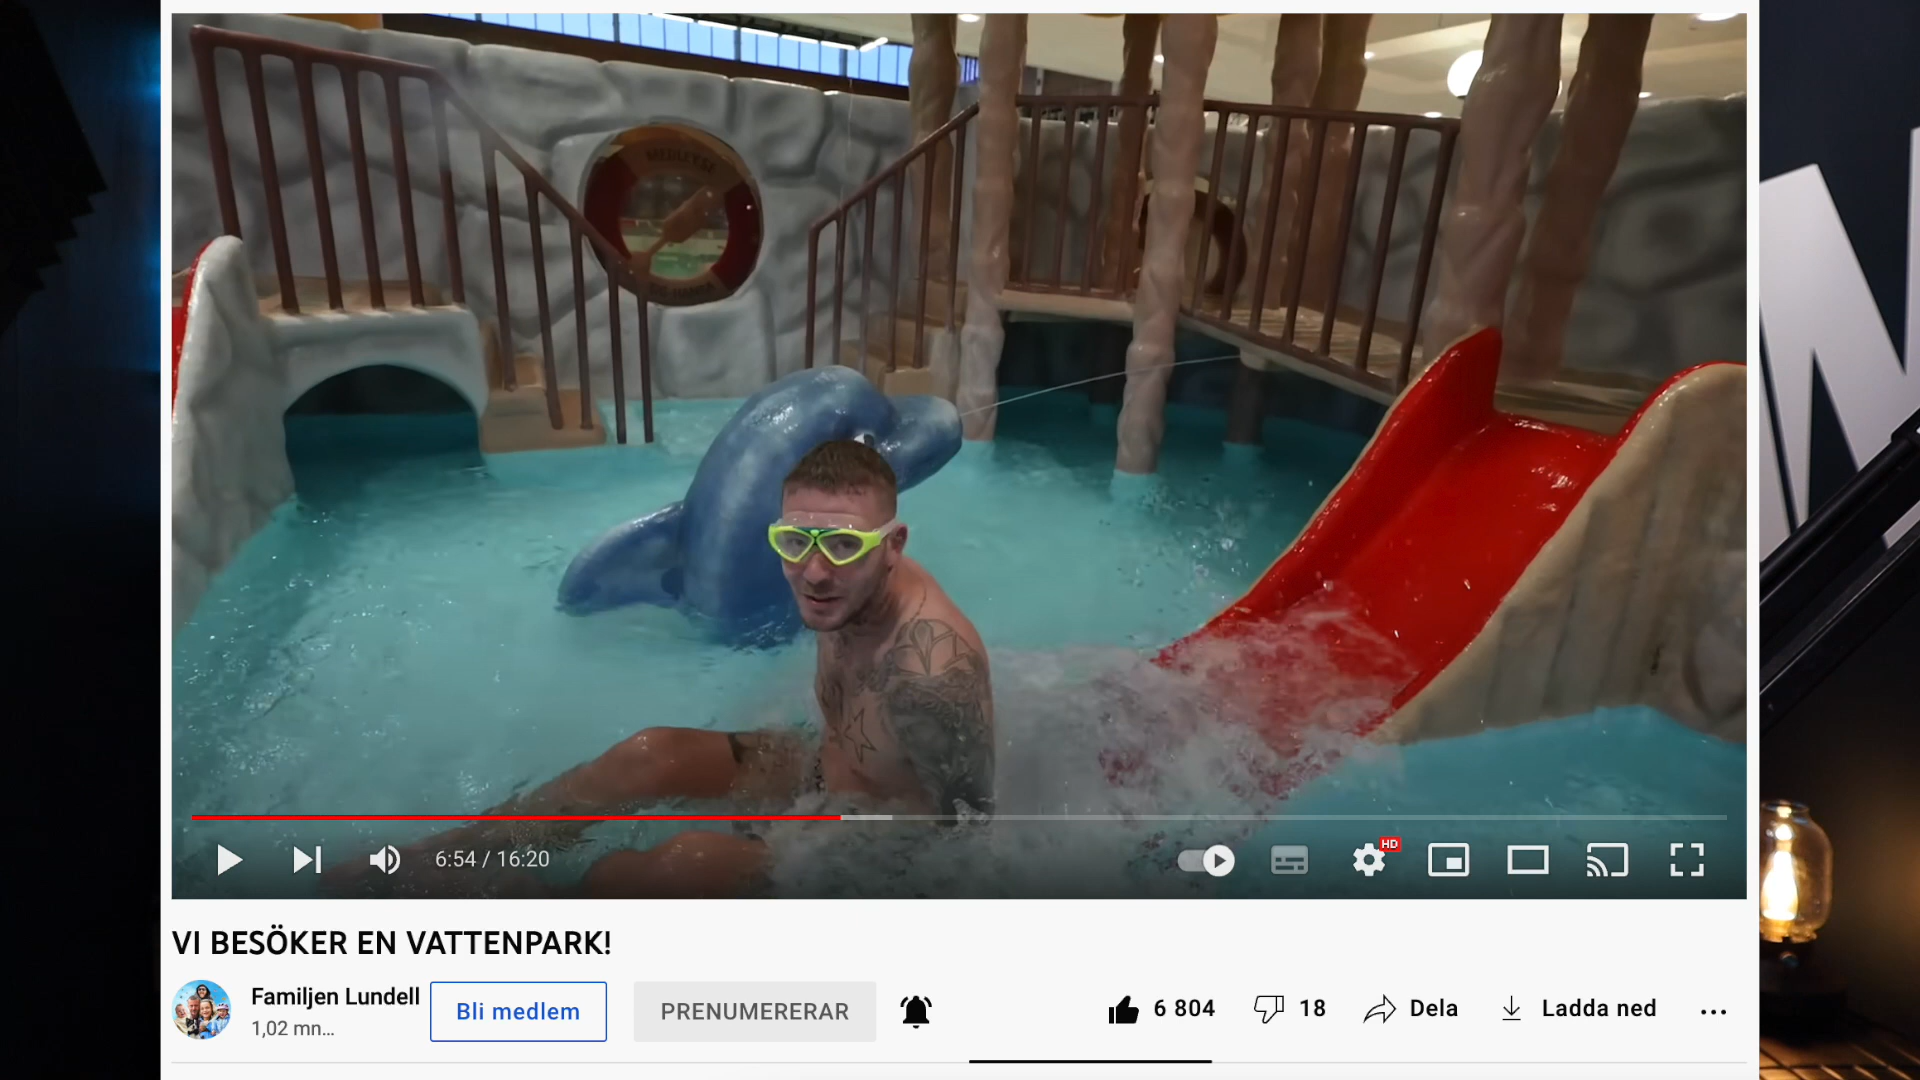 6:54 / 16:20
HD
VI BESÖKER EN VATTENPARK!
Familjen Lundell
1,02 mn...
Bli medlem
PRENUMERERAR
6 804
18
Dela
Ladda ned